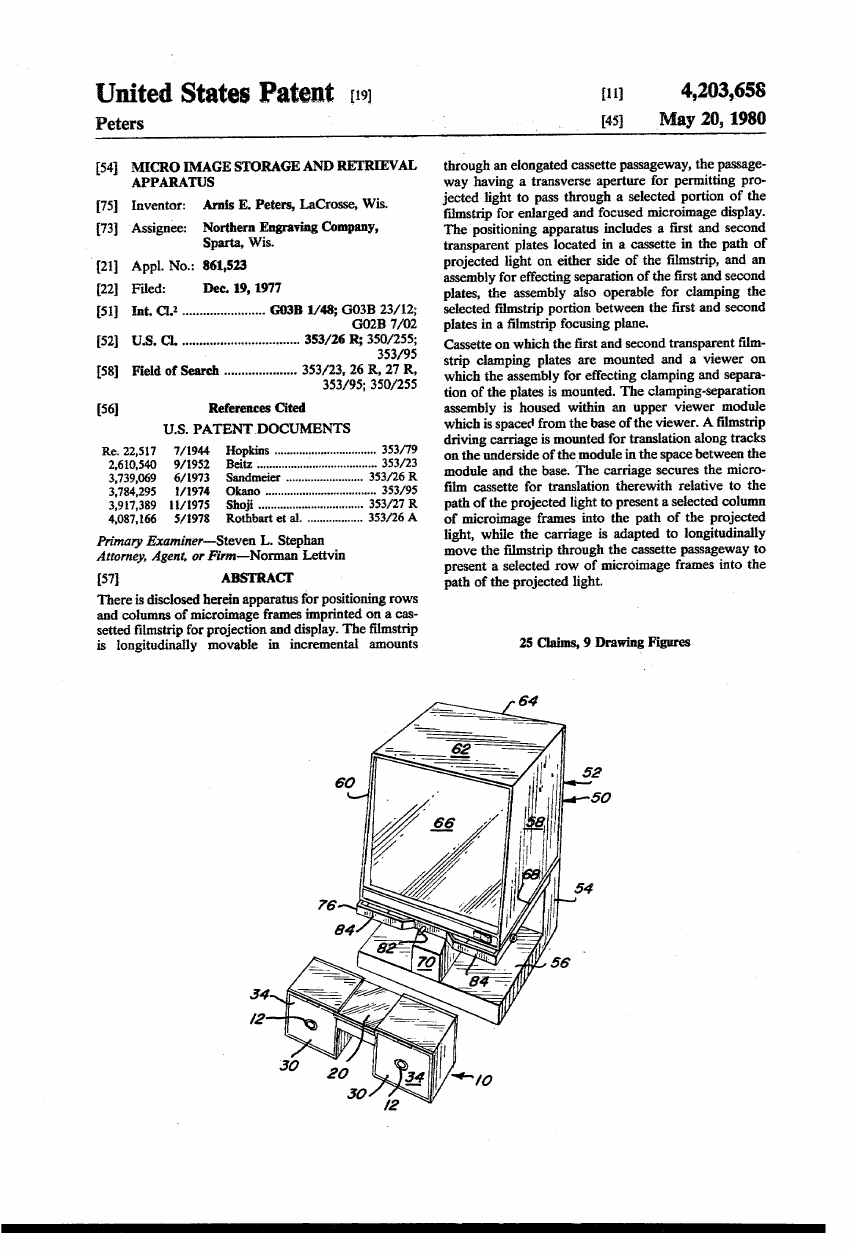 United States Patent [19]
[11] 4,203,658
Peters
[45] May 20, 1980
[54] MICRO IMAGE STORAGE AND RETRIEVAL
APPARATUS
[75] Inventor: Arnis E. Peters, LaCrosse, Wis.
[73] Assignee: Northern Engraving Company,
Sparta, Wis.
[21] Appl. No.: 861,523
[22] Filed: Dec. 19, 1977
[51] Int. Cl.² ........................ G03B 1/48; G03B 23/12;
G02B 7/02
[52] U.S. Cl. .................................. 353/26 R; 350/255;
353/95
[58] Field of Search ..................... 353/23, 26 R, 27 R,
353/95; 350/255
[56] References Cited
U.S. PATENT DOCUMENTS
Re. 22,517 7/1944 Hopkins ................................... 353/79
2,610,540 9/1952 Beitz ......................................... 353/23
3,739,069 6/1973 Sandmeier .......................... 353/26 R
3,784,295 1/1974 Okano ...................................... 353/95
3,917,389 11/1975 Shoji .................................... 353/27 R
4,087,166 5/1978 Rothbart et al. ................... 353/26 A
Primary Examiner—Steven L. Stephan
Attorney, Agent, or Firm—Norman Lettvin
[57] ABSTRACT
There is disclosed herein apparatus for positioning rows
and columns of microimage frames imprinted on a cas-
setted filmstrip for projection and display. The filmstrip
is longitudinally movable in incremental amounts
through an elongated cassette passageway, the passage-
way having a transverse aperture for permitting pro-
jected light to pass through a selected portion of the
filmstrip for enlarged and focused microimage display.
The positioning apparatus includes a first and second
transparent plates located in a cassette in the path of
projected light on either side of the filmstrip, and an
assembly for effecting separation of the first and second
plates, the assembly also operable for clamping the
selected filmstrip portion between the first and second
plates in a filmstrip focusing plane.
Cassette on which the first and second transparent film-
strip clamping plates are mounted and a viewer on
which the assembly for effecting clamping and separa-
tion of the plates is mounted. The clamping-separation
assembly is housed within an upper viewer module
which is spaced from the base of the viewer. A filmstrip
driving carriage is mounted for translation along tracks
on the underside of the module in the space between the
module and the base. The carriage secures the micro-
film cassette for translation therewith relative to the
path of the projected light to present a selected column
of microimage frames into the path of the projected
light, while the carriage is adapted to longitudinally
move the filmstrip through the cassette passageway to
present a selected row of microimage frames into the
path of the projected light.
25 Claims, 9 Drawing Figures
64
62
60
52
50
66
58
68
54
76
84
82
70
84
56
34
12
30
20
34
30
12
10